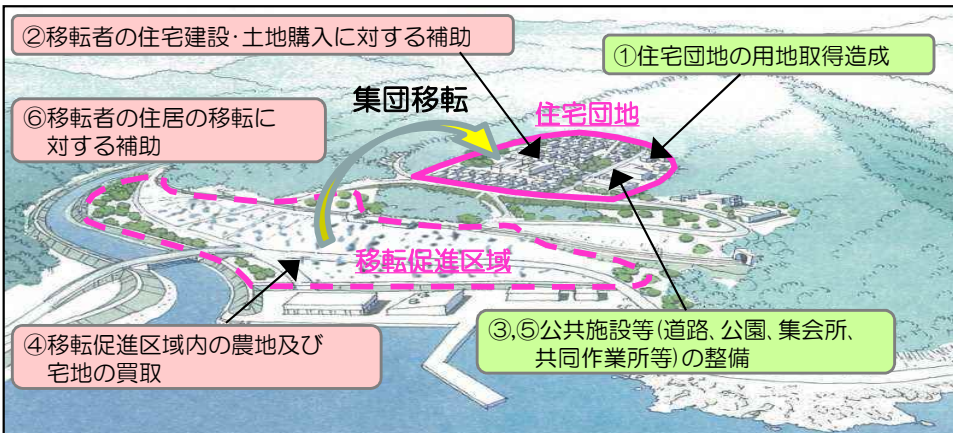 ②移転者の住宅建設・土地購入に対する補助
①住宅団地の用地取得造成
集団移転
住宅団地
⑥移転者の住居の移転に
対する補助
移転促進区域
④移転促進区域内の農地及び
宅地の買取
③,⑤公共施設等(道路、公園、集会所、
共同作業所等)の整備